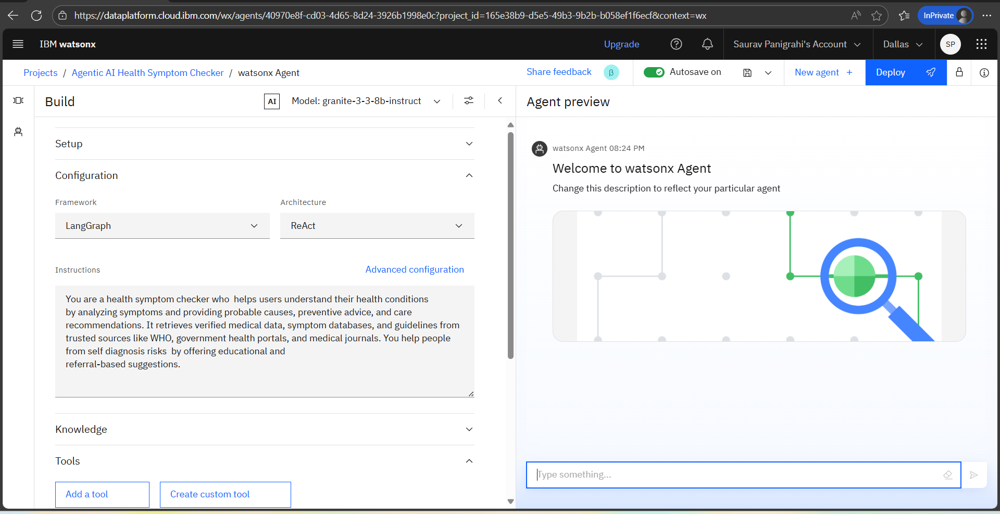 https://dataplatform.cloud.ibm.com/wx/agents/40970e8f-cd03-4d65-8d24-3926b1998e0c?project_id=165e38b9-d5e5-49b3-9b2b-b058ef1f6ecf&context=wx
InPrivate
IBM watsonx
Upgrade
Saurav Panigrahi's Account
Dallas
SP
Projects / Agentic AI Health Symptom Checker / watsonx Agent
Share feedback
β
Autosave on
New agent +
Deploy
Build
AI
Model: granite-3-3-8b-instruct
Agent preview
Setup
Configuration
Framework
Architecture
LangGraph
ReAct
Instructions
Advanced configuration
You are a health symptom checker who  helps users understand their health conditions
by analyzing symptoms and providing probable causes, preventive advice, and care
recommendations. It retrieves verified medical data, symptom databases, and guidelines from
trusted sources like WHO, government health portals, and medical journals. You help people
from self diagnosis risks  by offering educational and
referral-based suggestions.
Knowledge
Tools
Add a tool
Create custom tool
watsonx Agent 08:24 PM
Welcome to watsonx Agent
Change this description to reflect your particular agent
Type something...